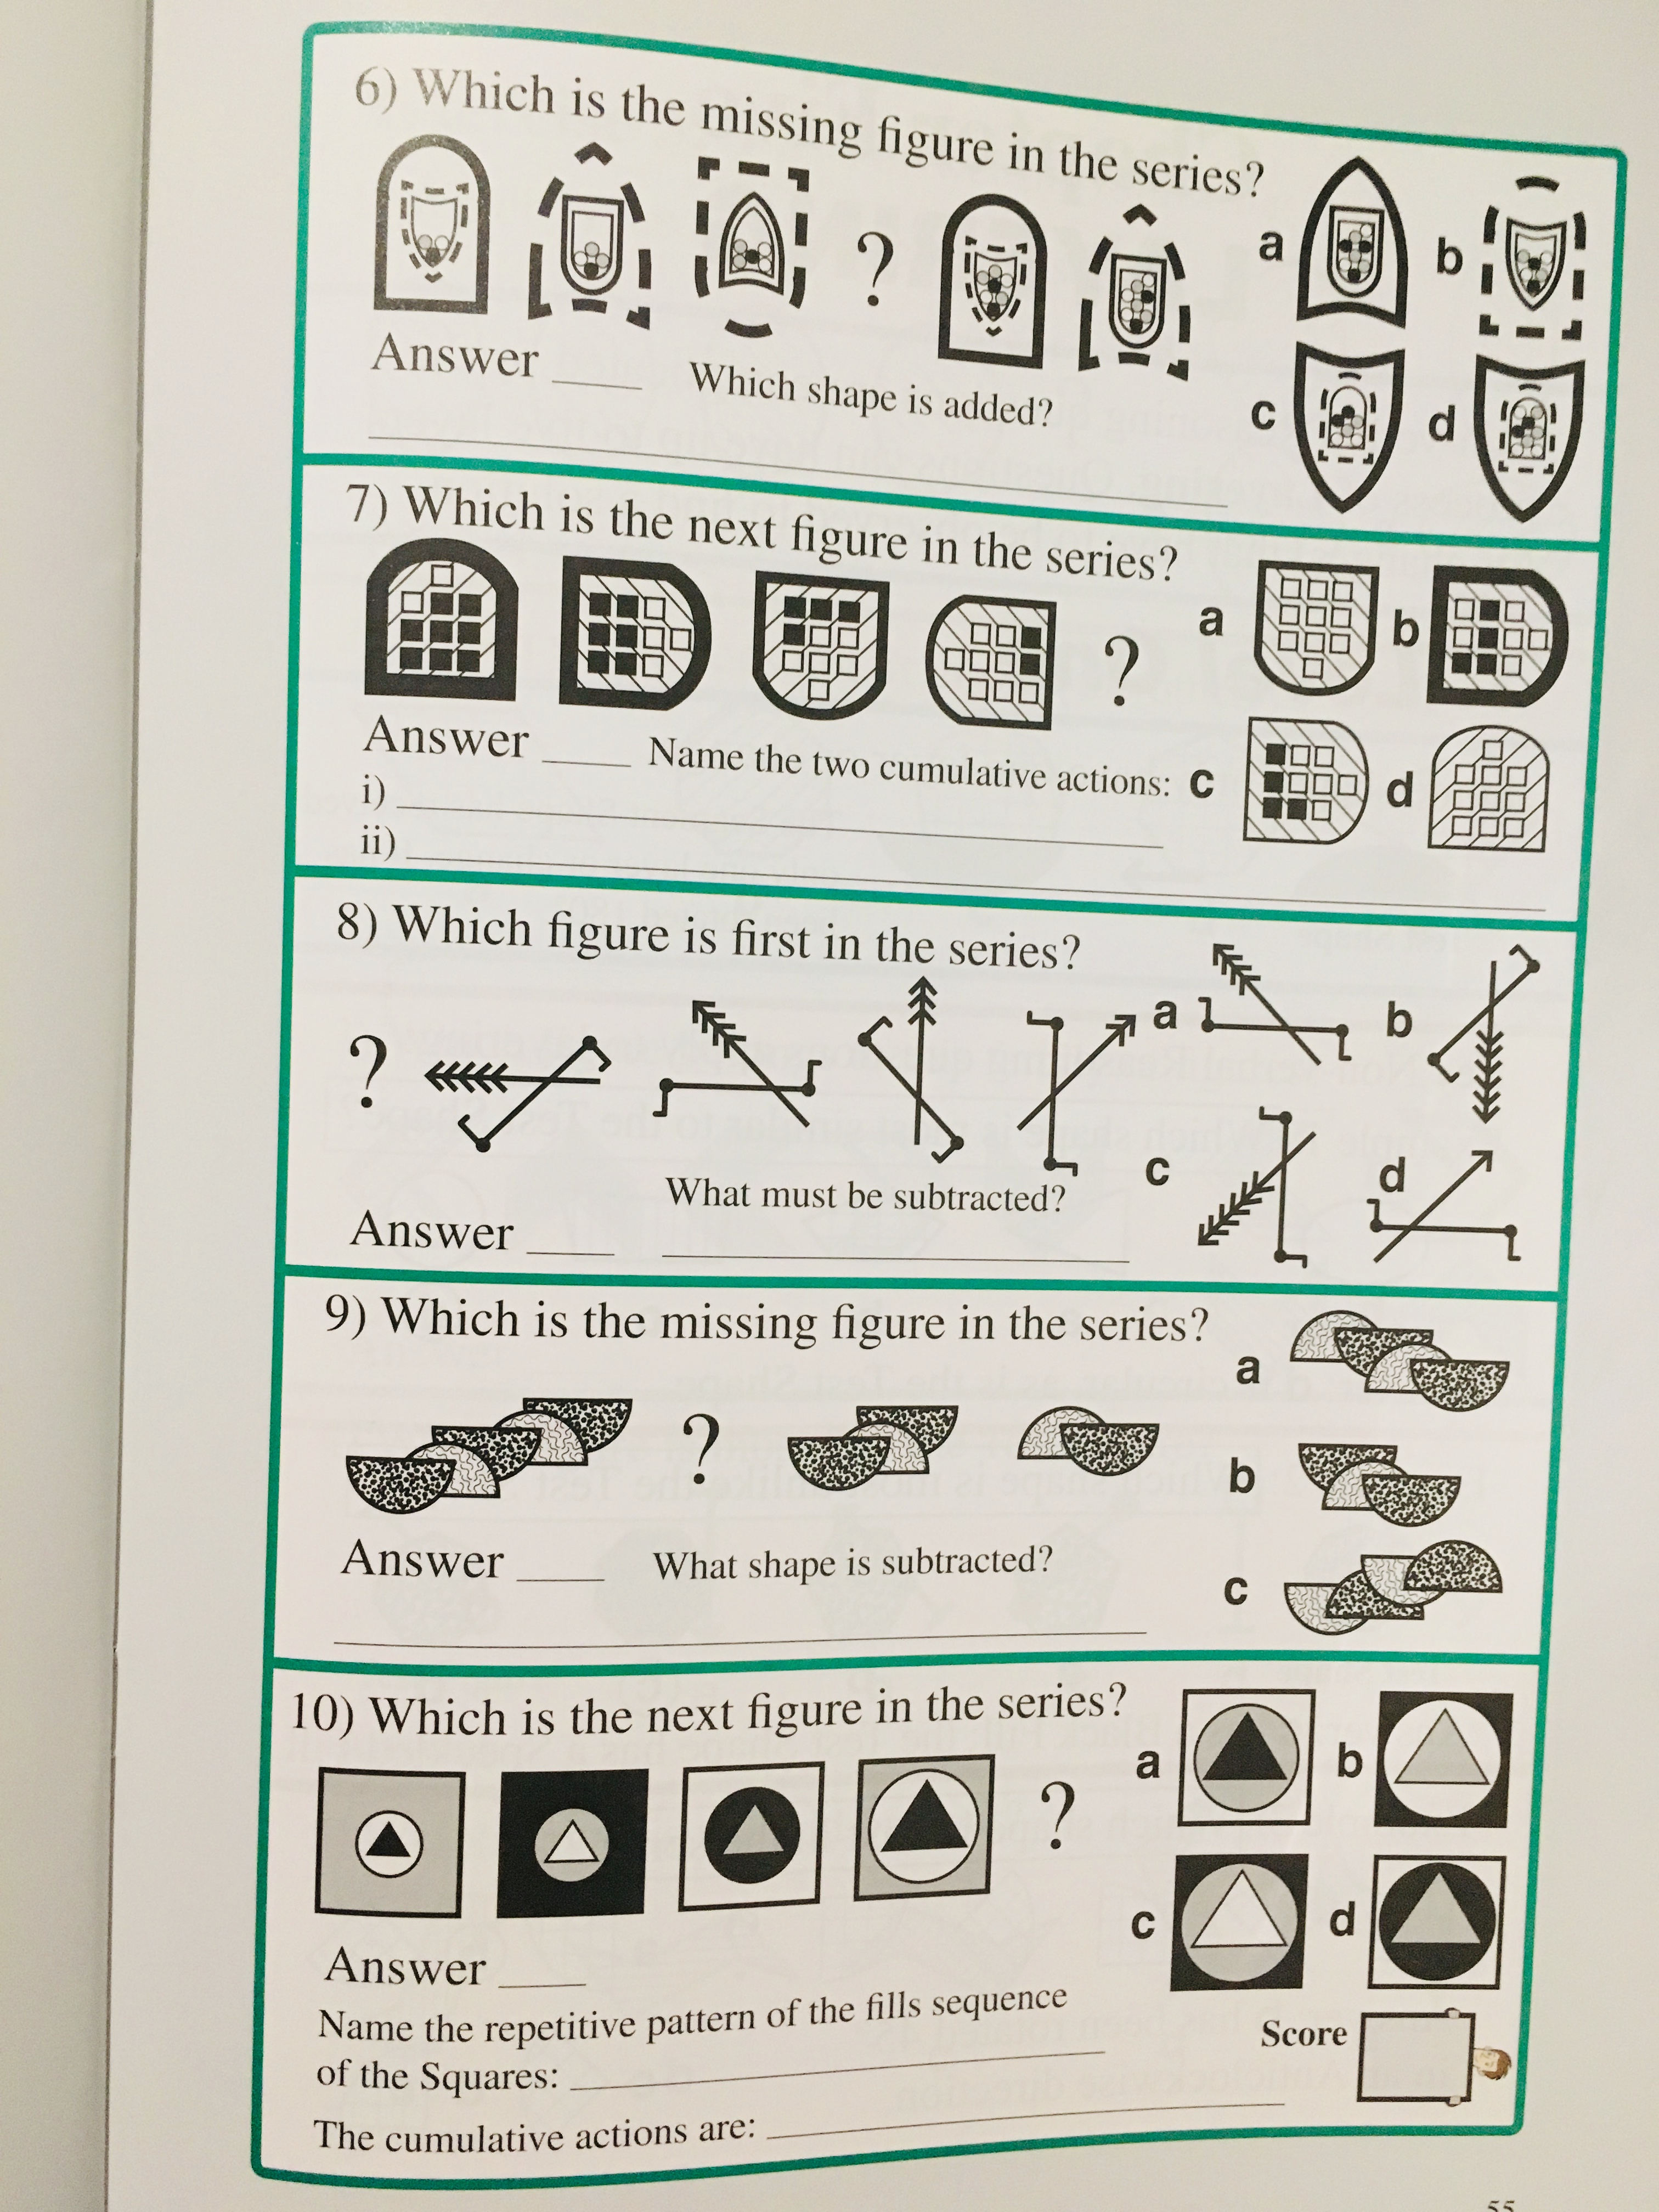 6) Which is the missing figure in the series?
?
a
b
c
d
Answer ____ Which shape is added?
7) Which is the next figure in the series?
?
a
b
c
d
Answer ____ Name the two cumulative actions:
i)
ii)
8) Which figure is first in the series?
?
a
b
c
d
What must be subtracted?
Answer ____
9) Which is the missing figure in the series?
?
a
b
c
Answer ____ What shape is subtracted?
10) Which is the next figure in the series?
?
a
b
c
d
Answer ____
Name the repetitive pattern of the fills sequence
of the Squares:
The cumulative actions are:
Score
55